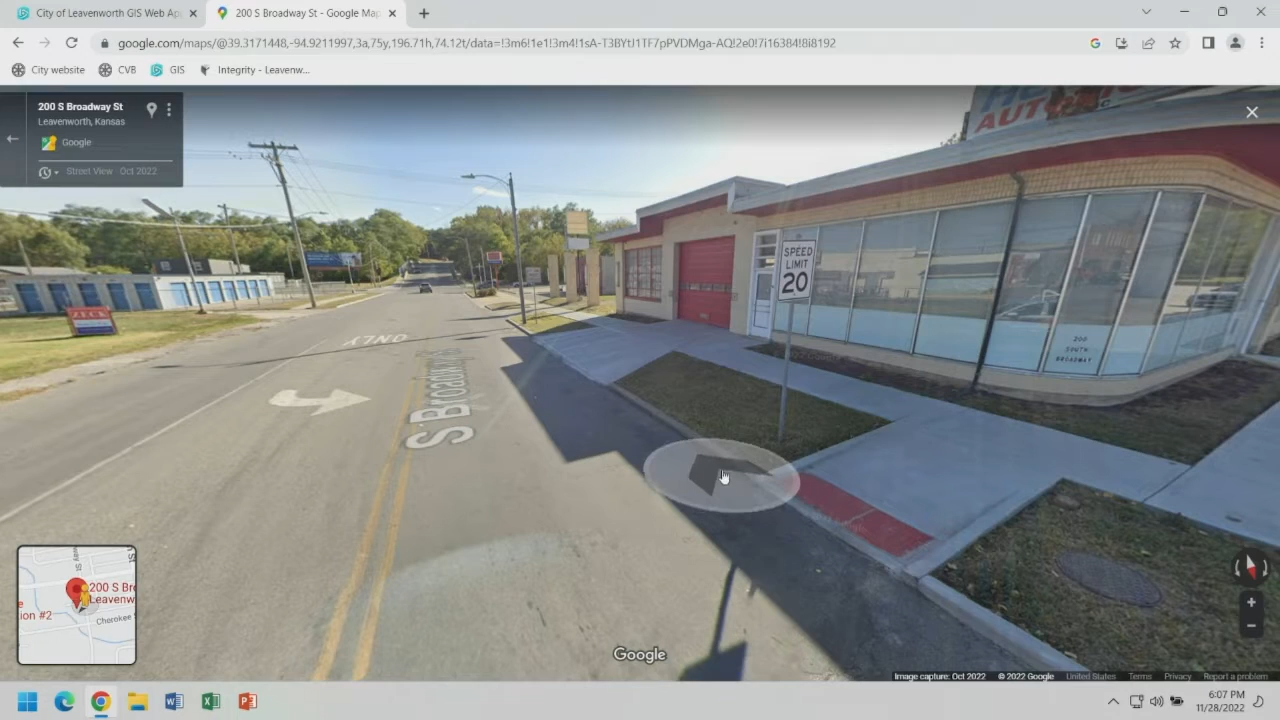 City of Leavenworth GIS Web Ap
200 S Broadway St - Google Map
google.com/maps/@39.3171448,-94.9211997,3a,75y,196.71h,74.12t/data=!3m6!1e1!3m4!1sA-T3BYtJ1TF7pPVDMga-AQ!2e0!7i16384!8i8192
City website
CVB
GIS
Integrity - Leavenw...
200 S Broadway St
Leavenworth, Kansas
Google
Street View - Oct 2022
AUTO
SPEED
LIMIT
20
ZECK
ONLY
S Broadway
200
SOUTH
BROADWAY
200 S Bro
Leavenw
ion #2
Cherokee
Google
Image capture: Oct 2022 © 2022 Google United States Terms Privacy Report a problem
6:07 PM
11/28/2022